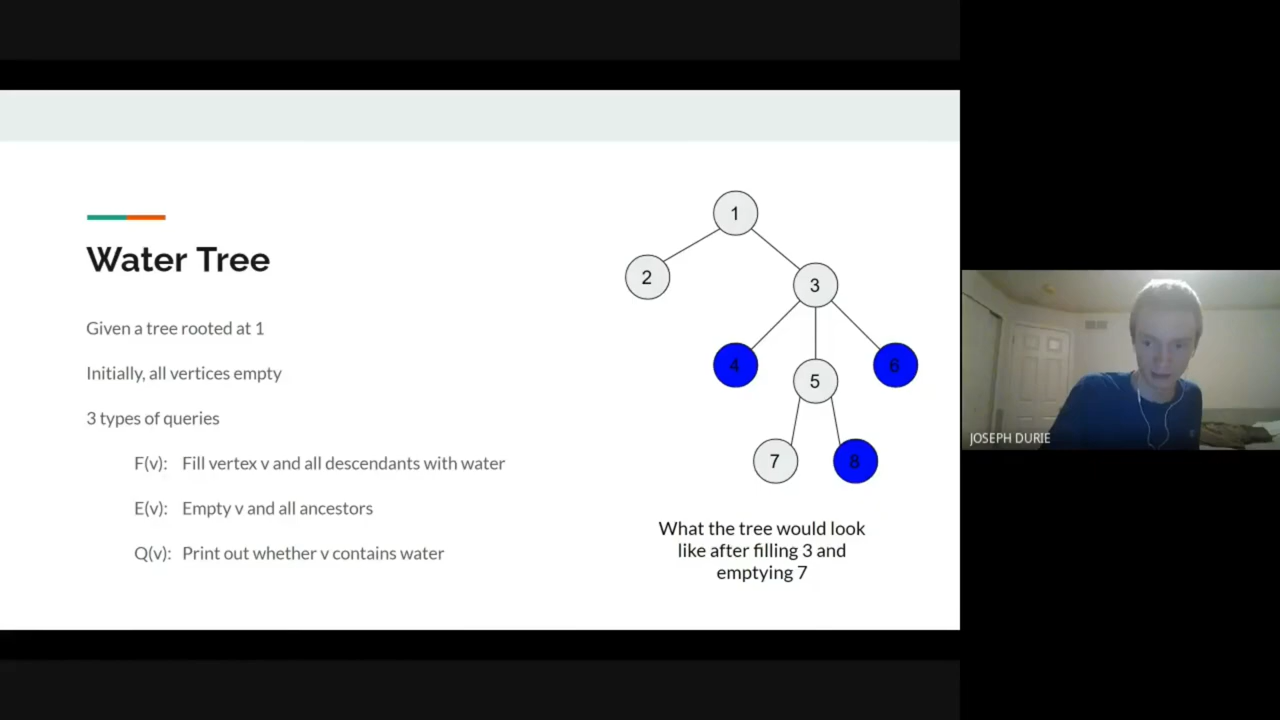 Water Tree
Given a tree rooted at 1
Initially, all vertices empty
3 types of queries
F(v): Fill vertex v and all descendants with water
E(v): Empty v and all ancestors
Q(v): Print out whether v contains water
1
2
3
4
5
6
7
8
What the tree would look
like after filling 3 and
emptying 7
JOSEPH DURIE